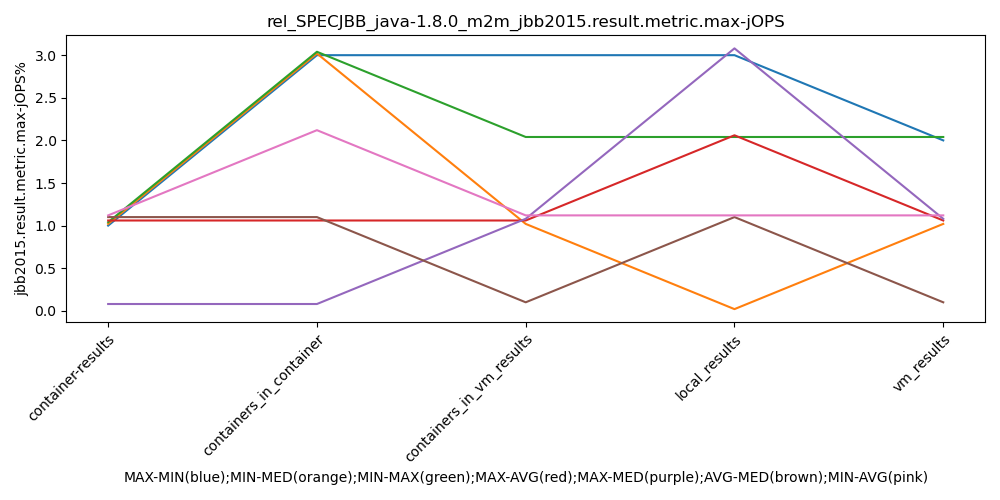 rel_SPECJBB_java-1.8.0_m2m_jbb2015.result.metric.max-jOPS
jbb2015.result.metric.max-jOPS%
3.0
2.5
2.0
1.5
1.0
0.5
0.0
container-results
containers_in_container
containers_in_vm_results
local_results
vm_results
MAX-MIN(blue);MIN-MED(orange);MIN-MAX(green);MAX-AVG(red);MAX-MED(purple);AVG-MED(brown);MIN-AVG(pink)